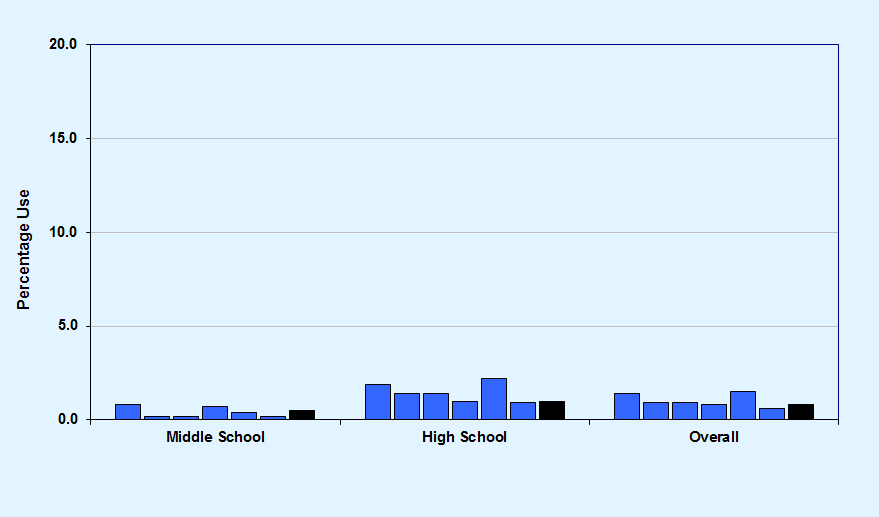 20.0
15.0
10.0
5.0
0.0
Percentage Use
Middle School
High School
Overall